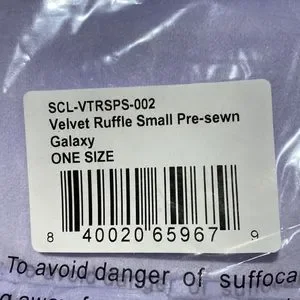 SCL-VTRSPS-002
Velvet Ruffle Small Pre-sewn
Galaxy
ONE SIZE
8 40020 65967 9
To avoid danger of suffoca